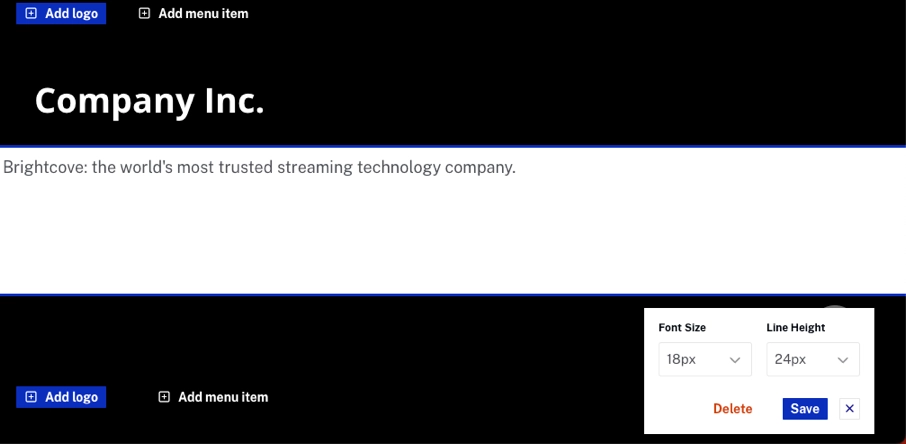 Add logo
Add menu item
Company Inc.
Brightcove: the world's most trusted streaming technology company.
Font Size
Line Height
18px
24px
Add logo
Add menu item
Delete
Save